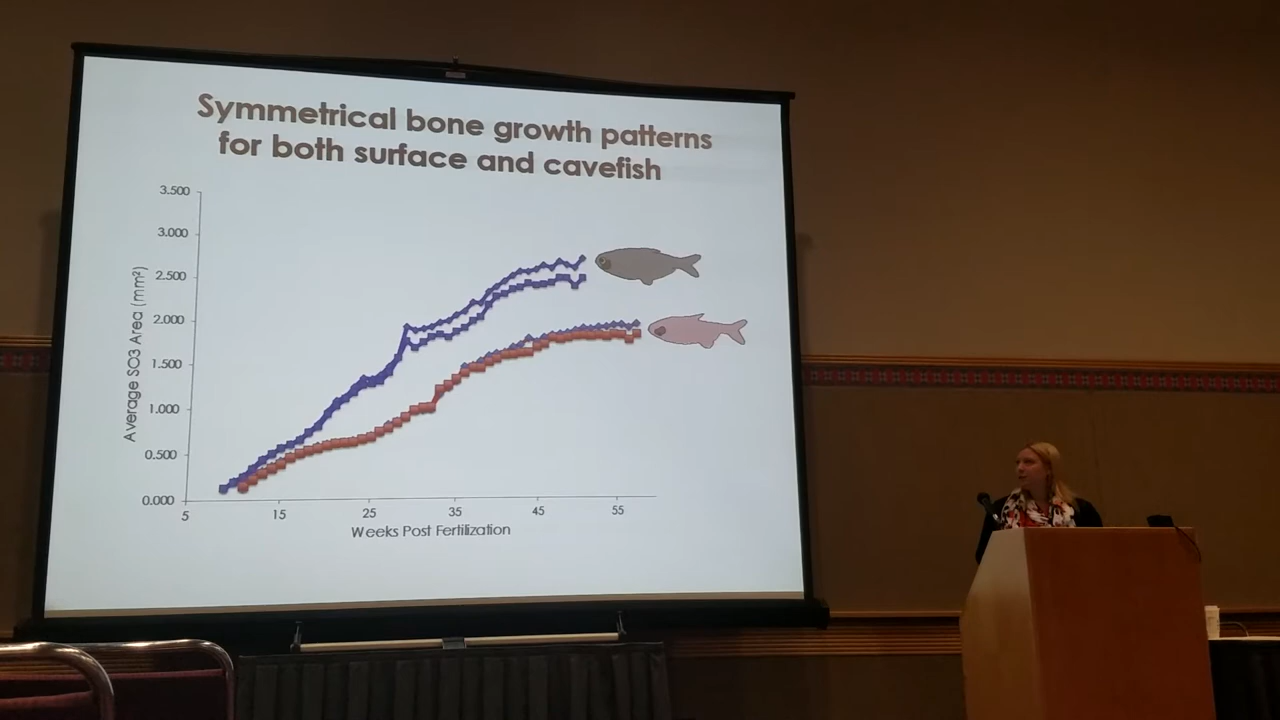 Symmetrical bone growth patterns
for both surface and cavefish
3.500
3.000
2.500
2.000
1.500
1.000
0.500
0.000
Average SO3 Area (mm²)
5 15 25 35 45 55
Weeks Post Fertilization